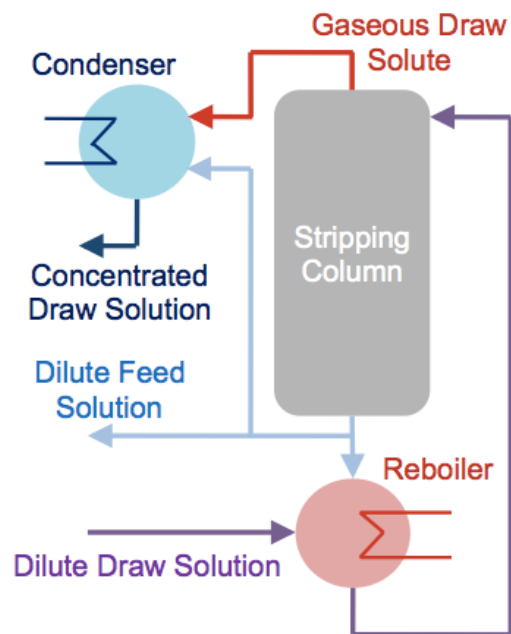 Gaseous Draw
Solute
Condenser
Stripping
Column
Concentrated
Draw Solution
Dilute Feed
Solution
Reboiler
Dilute Draw Solution